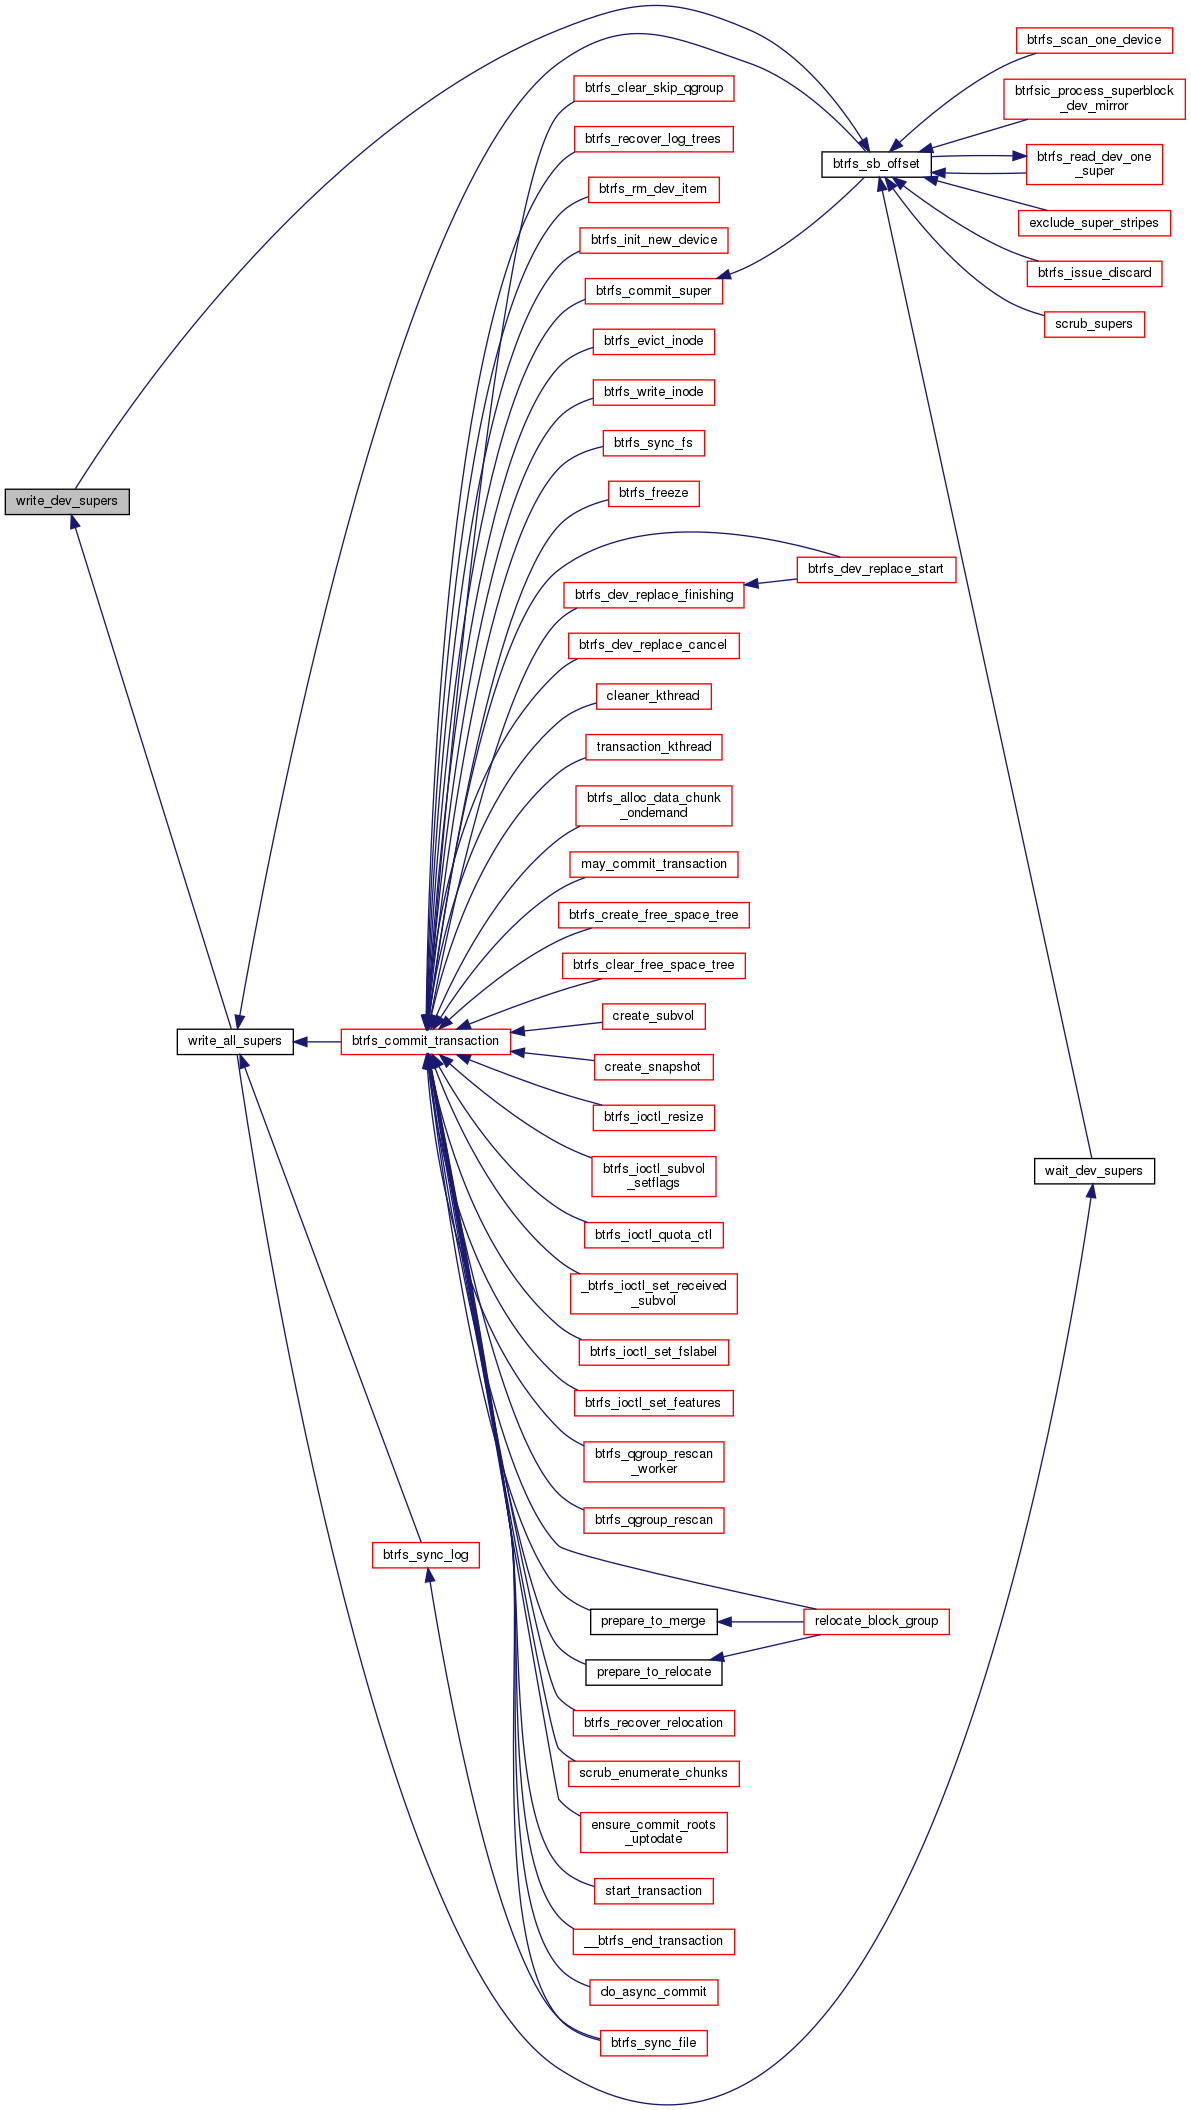 btrfs_scan_one_device
btrfs_clear_skip_qgroup
btrfsic_process_superblock
_dev_mirror
btrfs_recover_log_trees
btrfs_sb_offset
btrfs_read_dev_one
_super
btrfs_rm_dev_item
exclude_super_stripes
btrfs_init_new_device
btrfs_issue_discard
btrfs_commit_super
scrub_supers
btrfs_evict_inode
btrfs_write_inode
btrfs_sync_fs
btrfs_freeze
write_dev_supers
btrfs_dev_replace_start
btrfs_dev_replace_finishing
btrfs_dev_replace_cancel
cleaner_kthread
transaction_kthread
btrfs_alloc_data_chunk
_ondemand
may_commit_transaction
btrfs_create_free_space_tree
btrfs_clear_free_space_tree
create_subvol
write_all_supers
btrfs_commit_transaction
create_snapshot
btrfs_ioctl_resize
btrfs_ioctl_subvol
_setflags
wait_dev_supers
btrfs_ioctl_quota_ctl
_btrfs_ioctl_set_received
_subvol
btrfs_ioctl_set_fslabel
btrfs_ioctl_set_features
btrfs_qgroup_rescan
_worker
btrfs_qgroup_rescan
btrfs_sync_log
prepare_to_merge
relocate_block_group
prepare_to_relocate
btrfs_recover_relocation
scrub_enumerate_chunks
ensure_commit_roots
_uptodate
start_transaction
__btrfs_end_transaction
do_async_commit
btrfs_sync_file